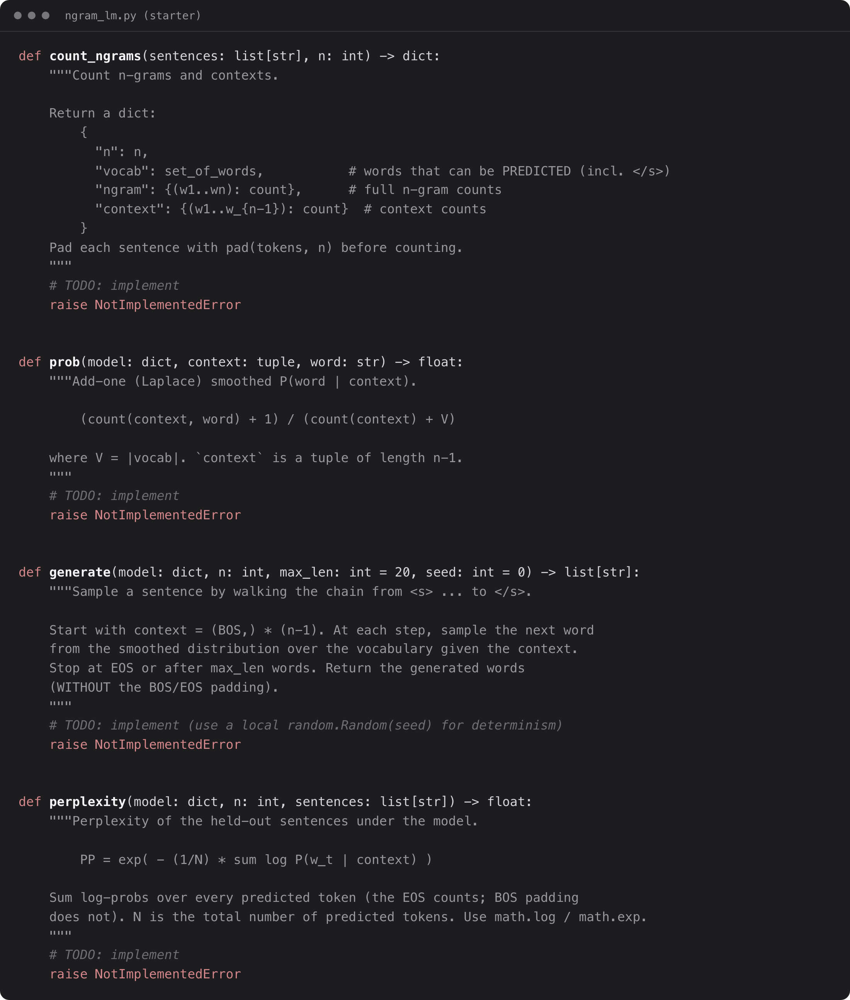 ngram_lm.py (starter)
def count_ngrams(sentences: list[str], n: int) -> dict:
    """Count n-grams and contexts.

    Return a dict:
        {
          "n": n,
          "vocab": set_of_words,           # words that can be PREDICTED (incl. </s>)
          "ngram": {(w1..wn): count},      # full n-gram counts
          "context": {(w1..w_{n-1}): count}  # context counts
        }
    Pad each sentence with pad(tokens, n) before counting.
    """
    # TODO: implement
    raise NotImplementedError


def prob(model: dict, context: tuple, word: str) -> float:
    """Add-one (Laplace) smoothed P(word | context).

        (count(context, word) + 1) / (count(context) + V)

    where V = |vocab|. `context` is a tuple of length n-1.
    """
    # TODO: implement
    raise NotImplementedError


def generate(model: dict, n: int, max_len: int = 20, seed: int = 0) -> list[str]:
    """Sample a sentence by walking the chain from <s> ... to </s>.

    Start with context = (BOS,) * (n-1). At each step, sample the next word
    from the smoothed distribution over the vocabulary given the context.
    Stop at EOS or after max_len words. Return the generated words
    (WITHOUT the BOS/EOS padding).
    """
    # TODO: implement (use a local random.Random(seed) for determinism)
    raise NotImplementedError


def perplexity(model: dict, n: int, sentences: list[str]) -> float:
    """Perplexity of the held-out sentences under the model.

        PP = exp( - (1/N) * sum log P(w_t | context) )

    Sum log-probs over every predicted token (the EOS counts; BOS padding
    does not). N is the total number of predicted tokens. Use math.log / math.exp.
    """
    # TODO: implement
    raise NotImplementedError